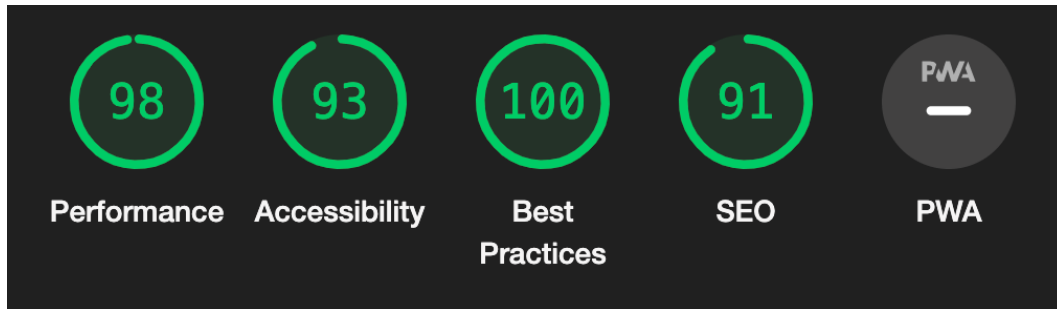 98
93
100
91
PWA
Performance
Accessibility
Best
Practices
SEO
PWA